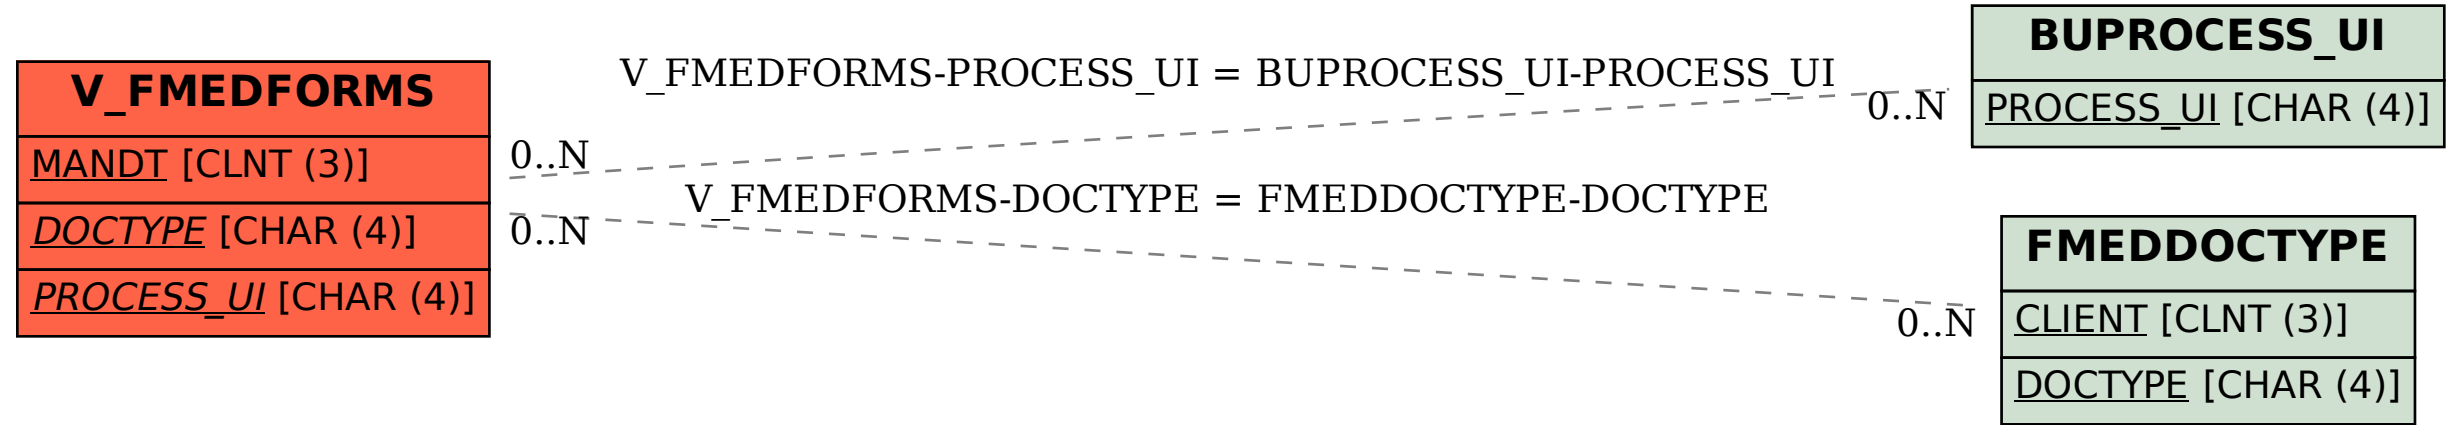 V_FMEDFORMS
MANDT [CLNT (3)]
DOCTYPE [CHAR (4)]
PROCESS_UI [CHAR (4)]
V_FMEDFORMS-PROCESS_UI = BUPROCESS_UI-PROCESS_UI
0..N
0..N
V_FMEDFORMS-DOCTYPE = FMEDDOCTYPE-DOCTYPE
0..N
0..N
BUPROCESS_UI
PROCESS_UI [CHAR (4)]
FMEDDOCTYPE
CLIENT [CLNT (3)]
DOCTYPE [CHAR (4)]